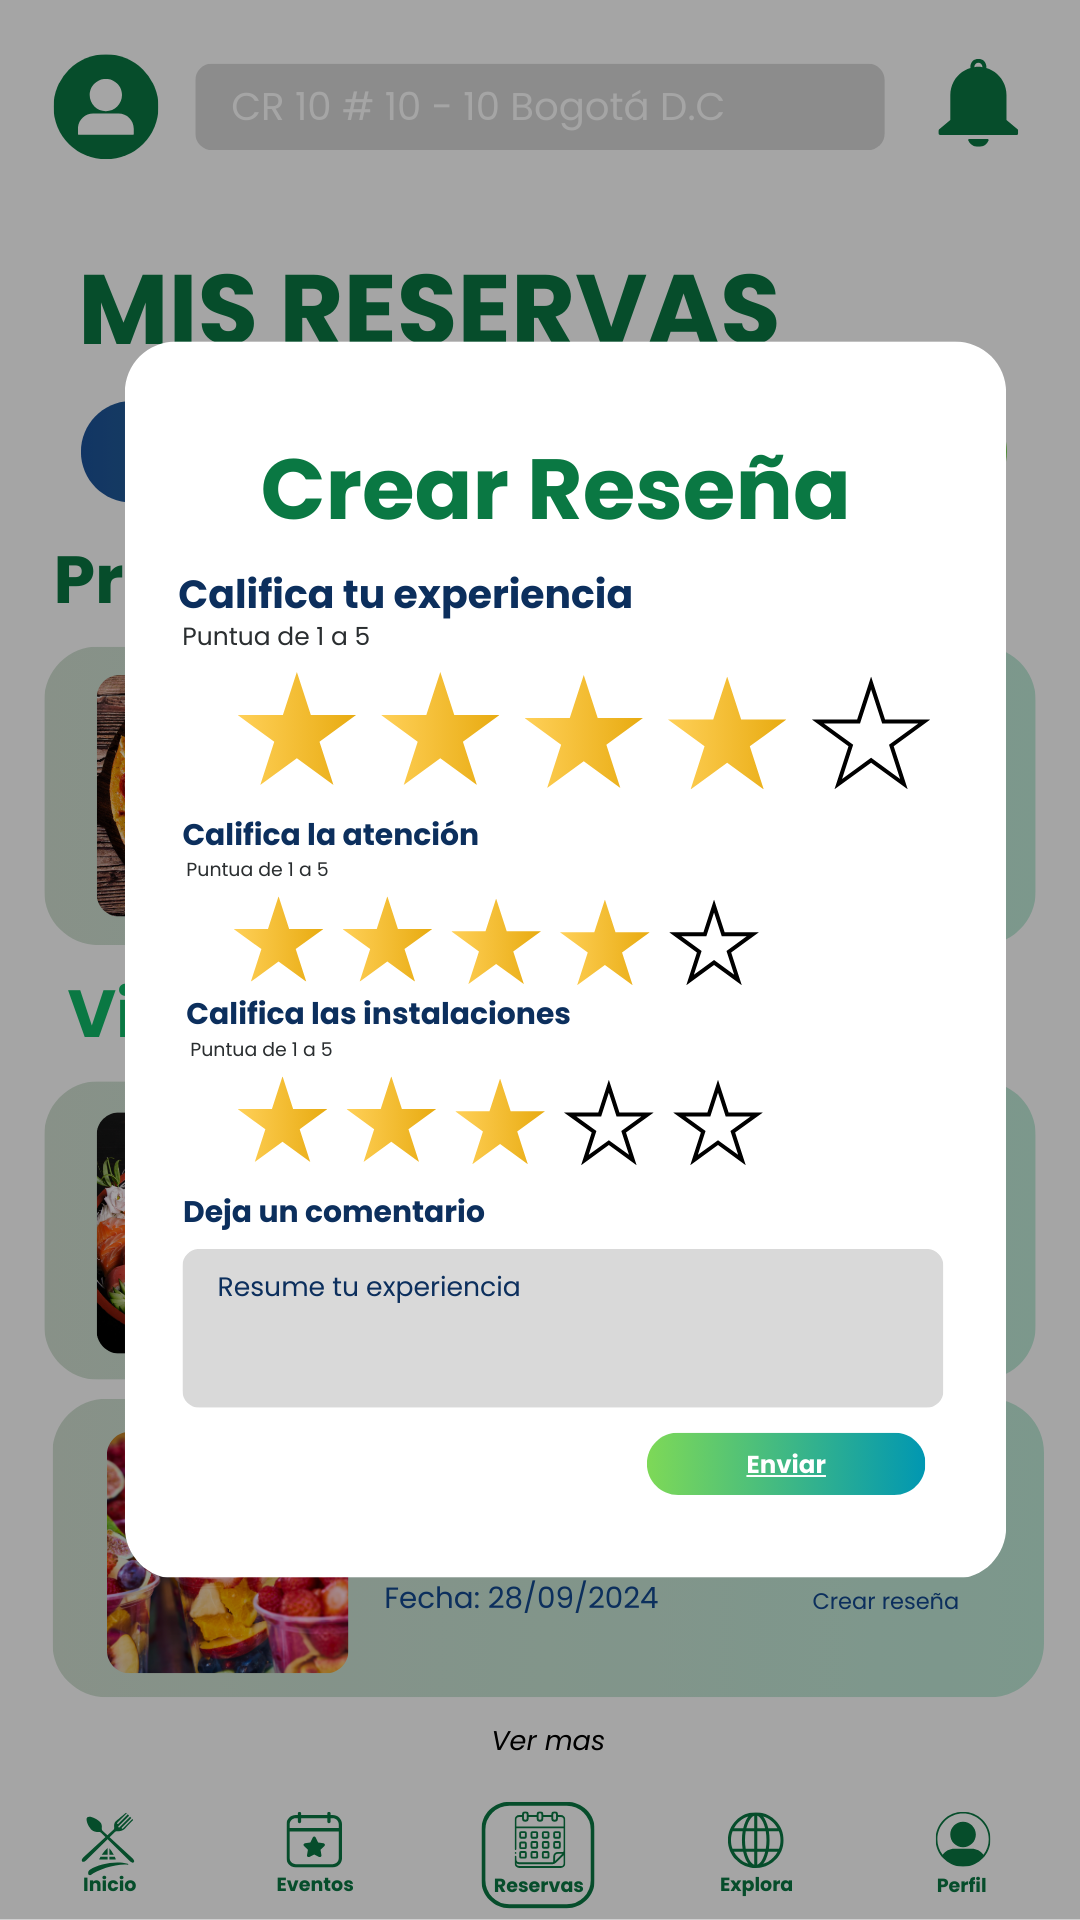 CR 10 # 10 - 10 Bogotá D.C
MIS RESERVAS
Crear Reseña
Pr
Califica tu experiencia
Puntua de 1 a 5
Califica la atención
Puntua de 1 a 5
Vi
Califica las instalaciones
Puntua de 1 a 5
Deja un comentario
Resume tu experiencia
Enviar
Fecha: 28/09/2024
Crear reseña
Ver mas
Inicio
Eventos
Reservas
Explora
Perfil